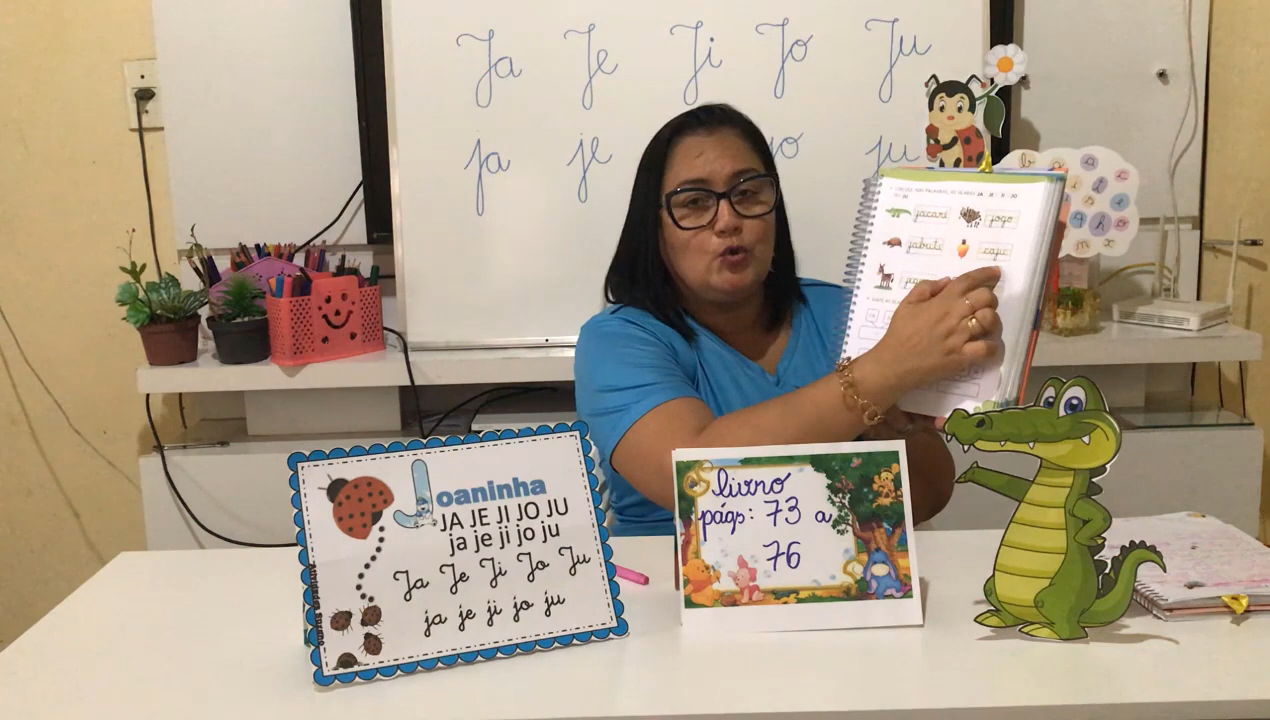 Ja Je Ji Jo Ju
ja je jo ju
jacaré jogo
jabuti caju
Joaninha
JA JE JI JO JU
ja je ji jo ju
Ja Je Ji Jo Ju
ja je ji jo ju
livro
págs: 73 a
76